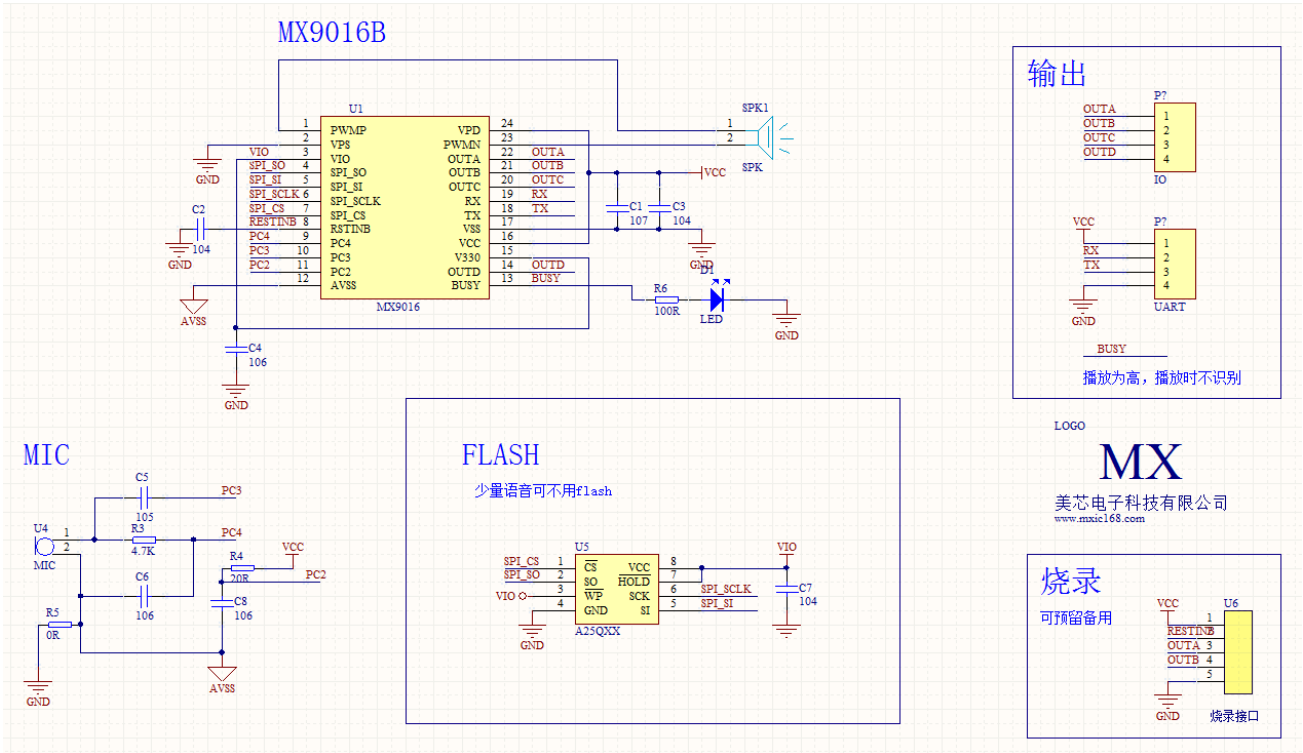 MX9016B
U1
1 PWMP VPD 24
2 VPS PWMN 23
VIO 3 VIO OUTA 22 OUTA
SPI_SO 4 SPI_SO OUTB 21 OUTB
SPI_SI 5 SPI_SI OUTC 20 OUTC
SPI_SCLK 6 SPI_SCLK RX 19 RX
SPI_CS 7 SPI_CS TX 18 TX
RESTINB 8 RSTINB VSS 17
PC4 9 PC4 VCC 16
PC3 10 PC3 V330 15
PC2 11 PC2 OUTD 14 OUTD
12 AVSS BUSY 13 BUSY
MX9016
GND
C2
104
GND
AVSS
C4
106
GND
SPK1
1
2
SPK
VCC
C1
107
C3
104
GND
D1
R6
100R
LED
GND
输出
P?
OUTA 1
OUTB 2
OUTC 3
OUTD 4
IO
P?
VCC
1
RX 2
TX 3
4
GND
UART
BUSY
播放为高，播放时不识别
LOGO
MX
美芯电子科技有限公司
www.mxic168.com
MIC
C5
105
PC3
U4
1
2
MIC
R3
4.7K
PC4
C6
106
VCC
R4
20R
PC2
C8
106
R5
0R
GND
AVSS
FLASH
少量语音可不用flash
U5
SPI_CS 1 CS VCC 8
SPI_SO 2 SO HOLD 7
VIO 3 WP SCK 6 SPI_SCLK
4 GND SI 5 SPI_SI
A25QXX
GND
VIO
C7
104
烧录
可预留备用
VCC
U6
1
RESTINB 2
OUTA 3
OUTB 4
5
GND
烧录接口